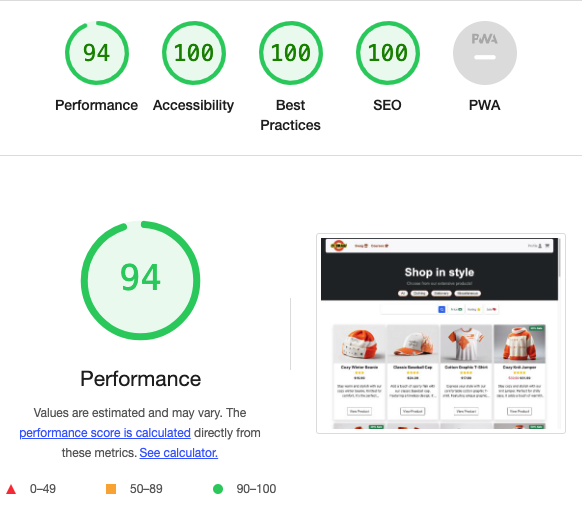 94
100
100
100
PWA
Performance
Accessibility
Best
Practices
SEO
PWA
94
Performance
Values are estimated and may vary. The
performance score is calculated directly from
these metrics. See calculator.
0–49
50–89
90–100
Shop in style
Cozy Winter Beanie
Classic Baseball Cap
Cotton Graphic T-Shirt
Cozy Knit Jumper
View Product
View Product
View Product
View Product